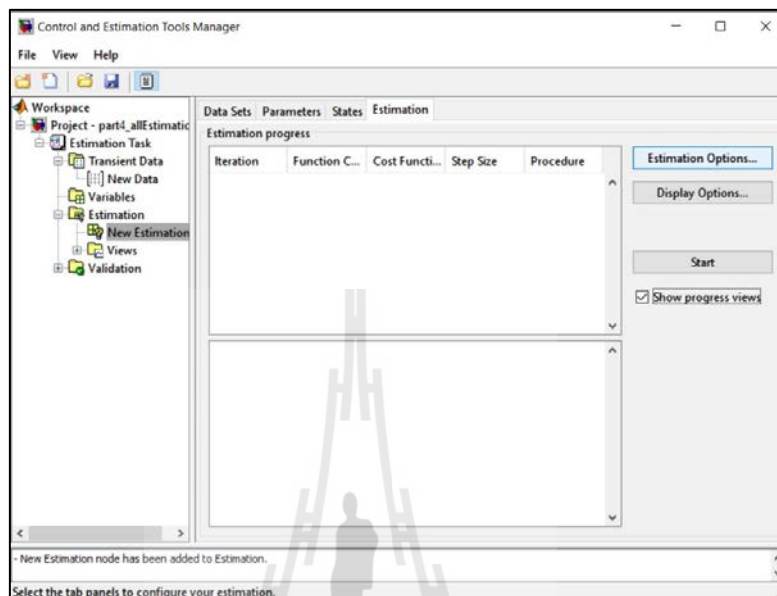 Control and Estimation Tools Manager
File View Help
Workspace
Project - part4_allEstimatic
Estimation Task
Transient Data
New Data
Variables
Estimation
New Estimation
Views
Validation
Data Sets Parameters States Estimation
Estimation progress
Iteration Function C... Cost Functi... Step Size Procedure
Estimation Options...
Display Options...
Start
Show progress views
- New Estimation node has been added to Estimation.
Select the tab panels to configure your estimation.